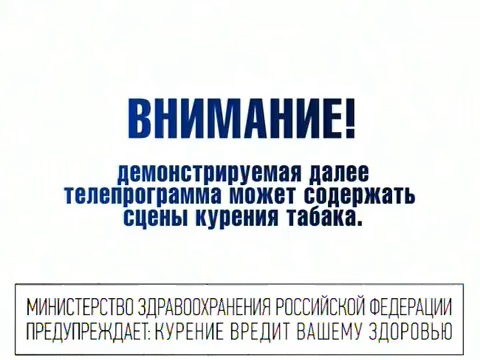 ВНИМАНИЕ!
демонстрируемая далее
телепрограмма может содержать
сцены курения табака.
МИНИСТЕРСТВО ЗДРАВООХРАНЕНИЯ РОССИЙСКОЙ ФЕДЕРАЦИИ
ПРЕДУПРЕЖДАЕТ: КУРЕНИЕ ВРЕДИТ ВАШЕМУ ЗДОРОВЬЮ